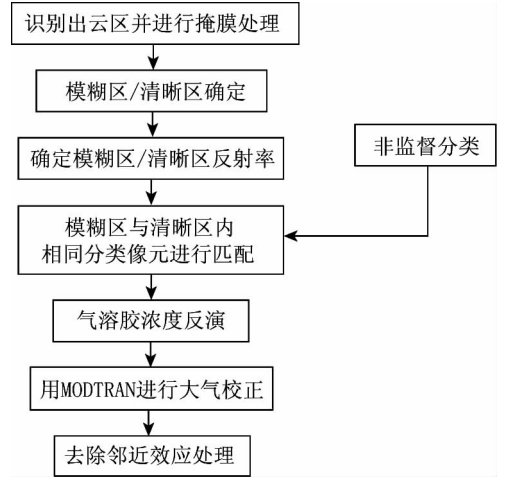 识别出云区并进行掩膜处理
模糊区/清晰区确定
确定模糊区/清晰区反射率
非监督分类
模糊区与清晰区内
相同分类像元进行匹配
气溶胶浓度反演
用MODTRAN进行大气校正
去除邻近效应处理